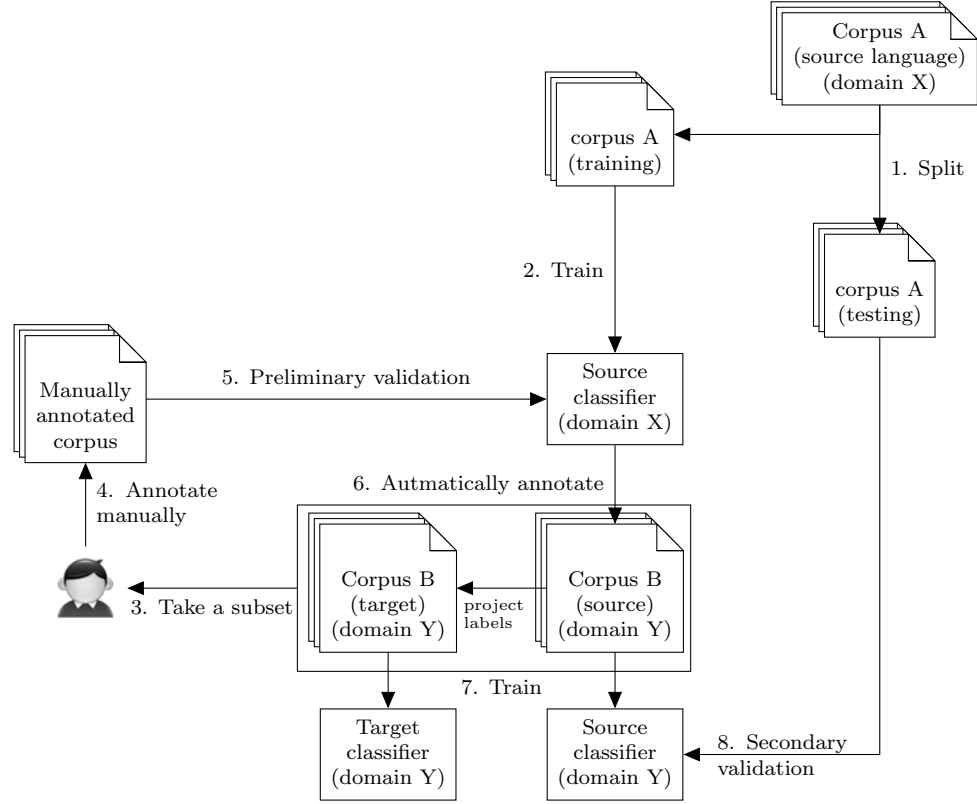 Corpus A
(source language)
(domain X)
corpus A
(training)
1. Split
2. Train
corpus A
(testing)
Manually
annotated
corpus
5. Preliminary validation
Source
classifier
(domain X)
6. Autmatically annotate
4. Annotate
manually
Corpus B
(target)
(domain Y)
project
labels
Corpus B
(source)
(domain Y)
3. Take a subset
7. Train
Target
classifier
(domain Y)
Source
classifier
(domain Y)
8. Secondary
validation